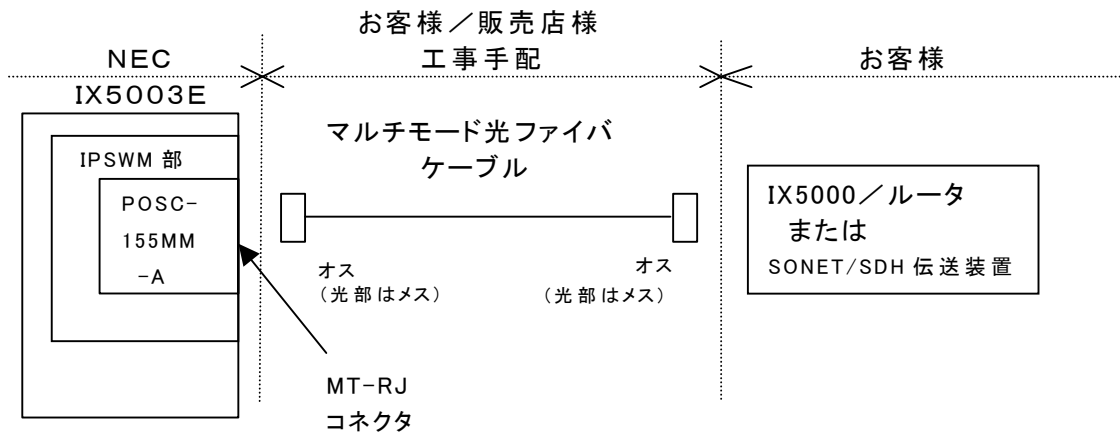 NEC
お客様／販売店様
工事手配
お客様
IX5003E
IPSWM 部
POSC-
155MM
-A
マルチモード光ファイバ
ケーブル
オス
（光部はメス）
オス
（光部はメス）
MT-RJ
コネクタ
IX5000／ルータ
または
SONET/SDH 伝送装置